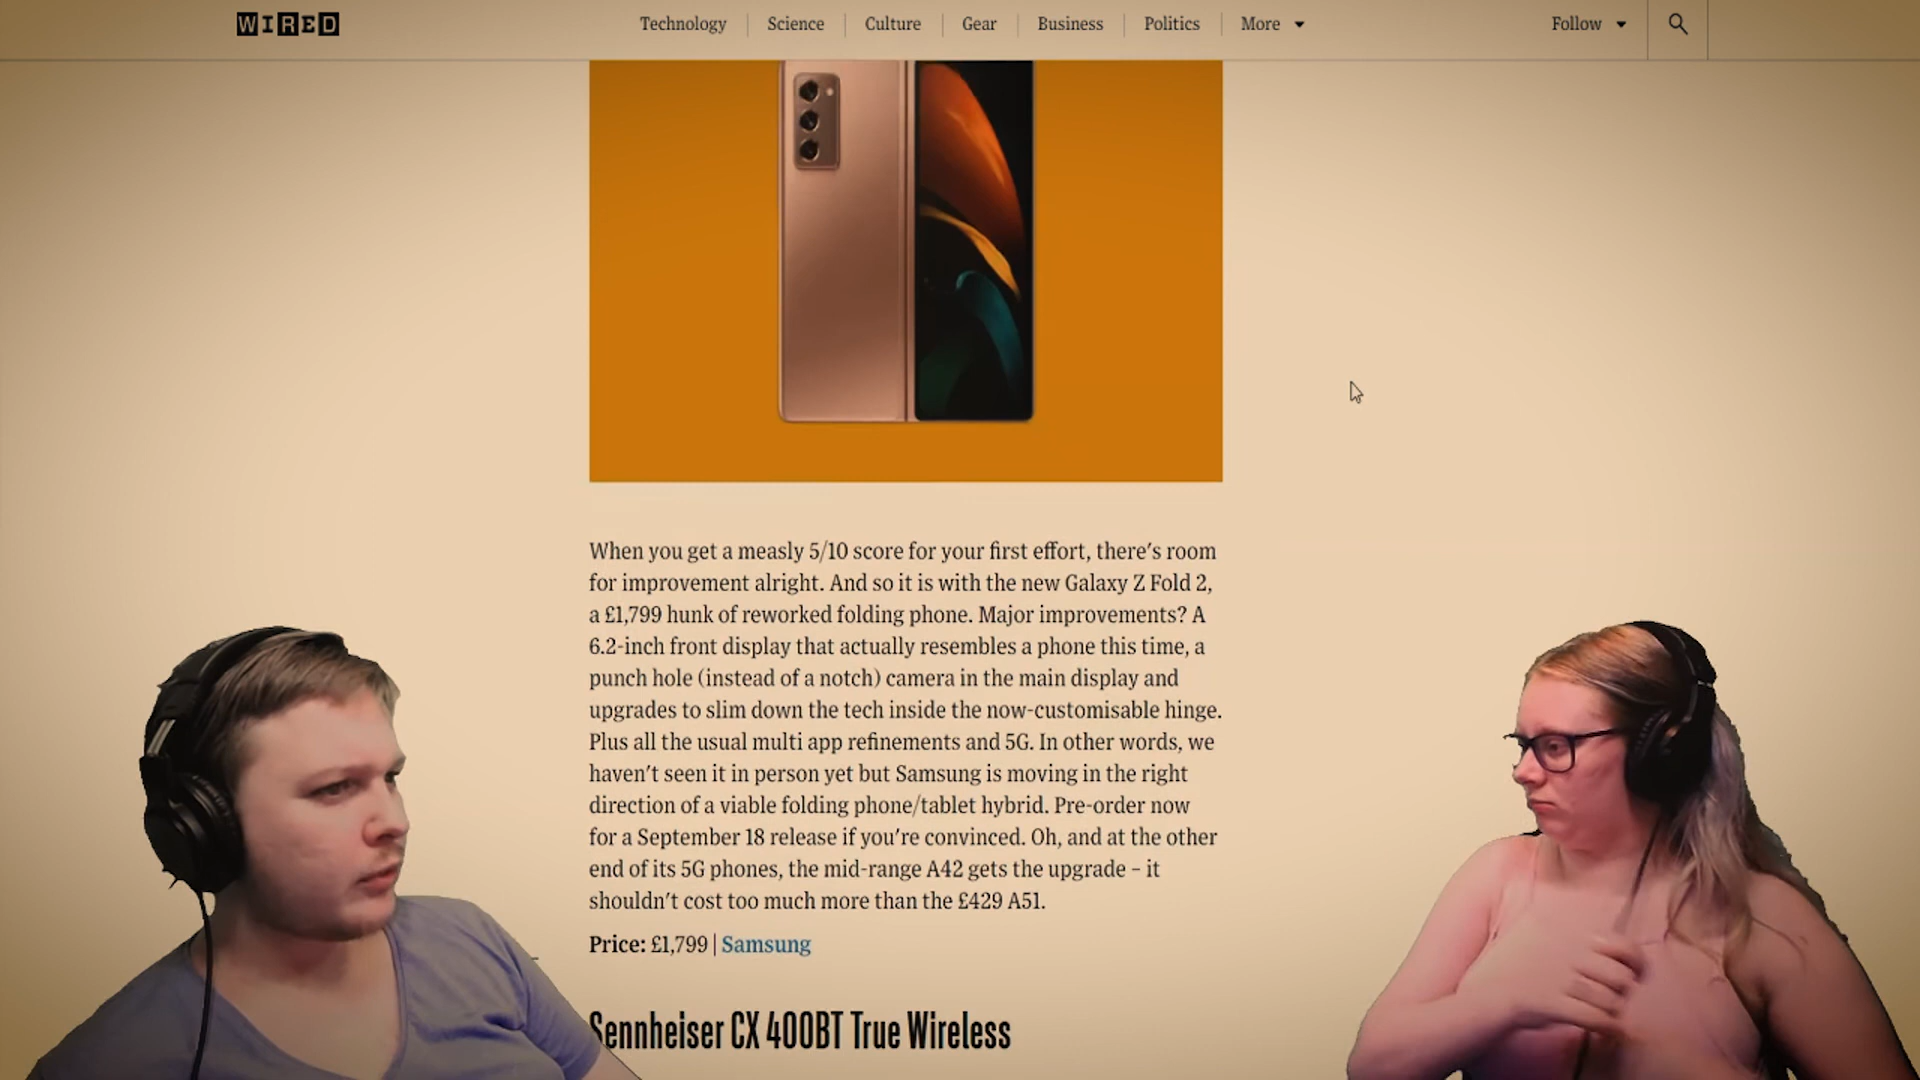 WIRED
Technology
Science
Culture
Gear
Business
Politics
More
Follow
When you get a measly 5/10 score for your first effort, there's room
for improvement alright. And so it is with the new Galaxy Z Fold 2,
a £1,799 hunk of reworked folding phone. Major improvements? A
6.2-inch front display that actually resembles a phone this time, a
punch hole (instead of a notch) camera in the main display and
upgrades to slim down the tech inside the now-customisable hinge.
Plus all the usual multi app refinements and 5G. In other words, we
haven't seen it in person yet but Samsung is moving in the right
direction of a viable folding phone/tablet hybrid. Pre-order now
for a September 18 release if you're convinced. Oh, and at the other
end of its 5G phones, the mid-range A42 gets the upgrade – it
shouldn't cost too much more than the £429 A51.
Price: £1,799 | Samsung
Sennheiser CX 400BT True Wireless